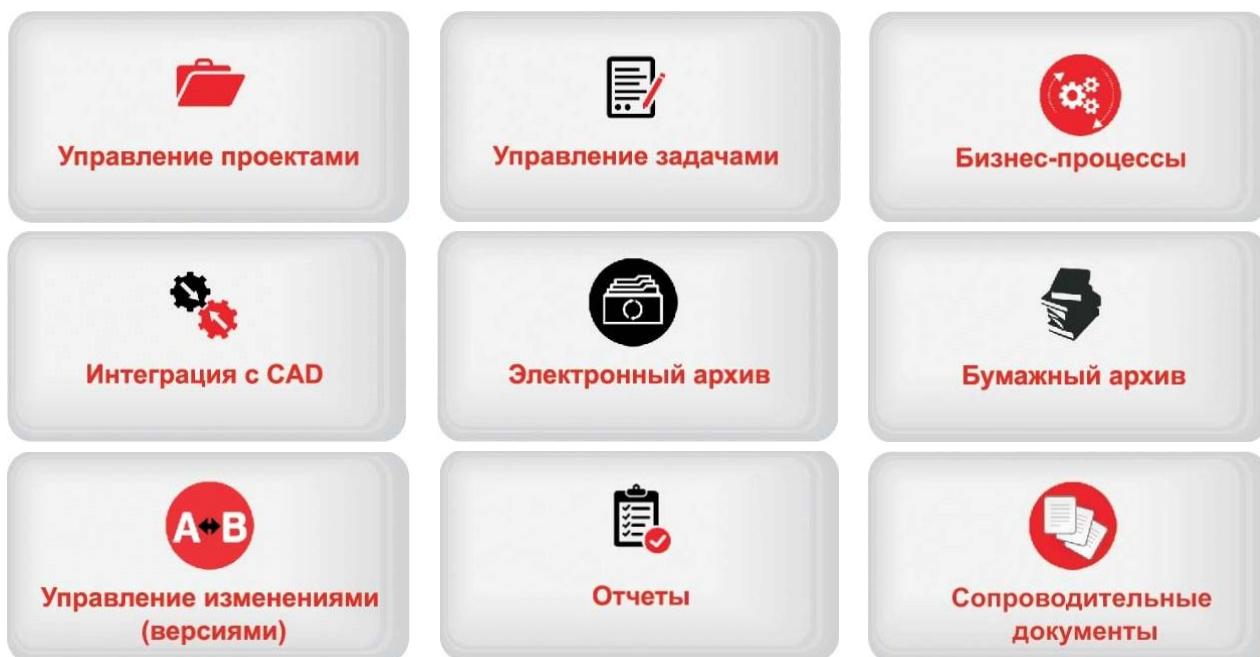 Управление проектами
Управление задачами
Бизнес-процессы
Интеграция с CAD
Электронный архив
Бумажный архив
A B
Управление изменениями
(версиями)
Отчеты
Сопроводительные
документы